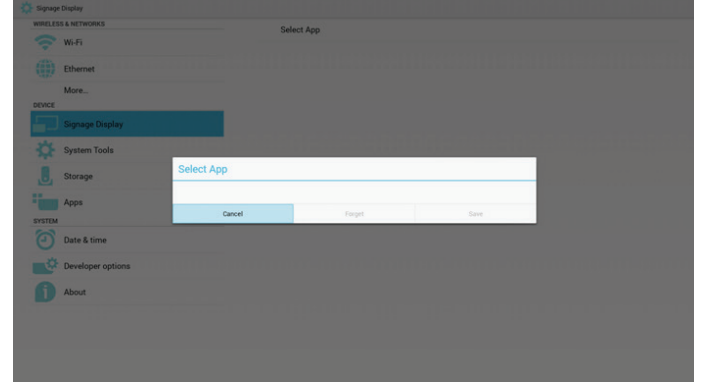 Signage Display
WIRELESS & NETWORKS
Wi-Fi
Ethernet
More...
DEVICE
Signage Display
System Tools
Storage
Apps
SYSTEM
Date & time
Developer options
About
Select App
Select App
Cancel
Forget
Save